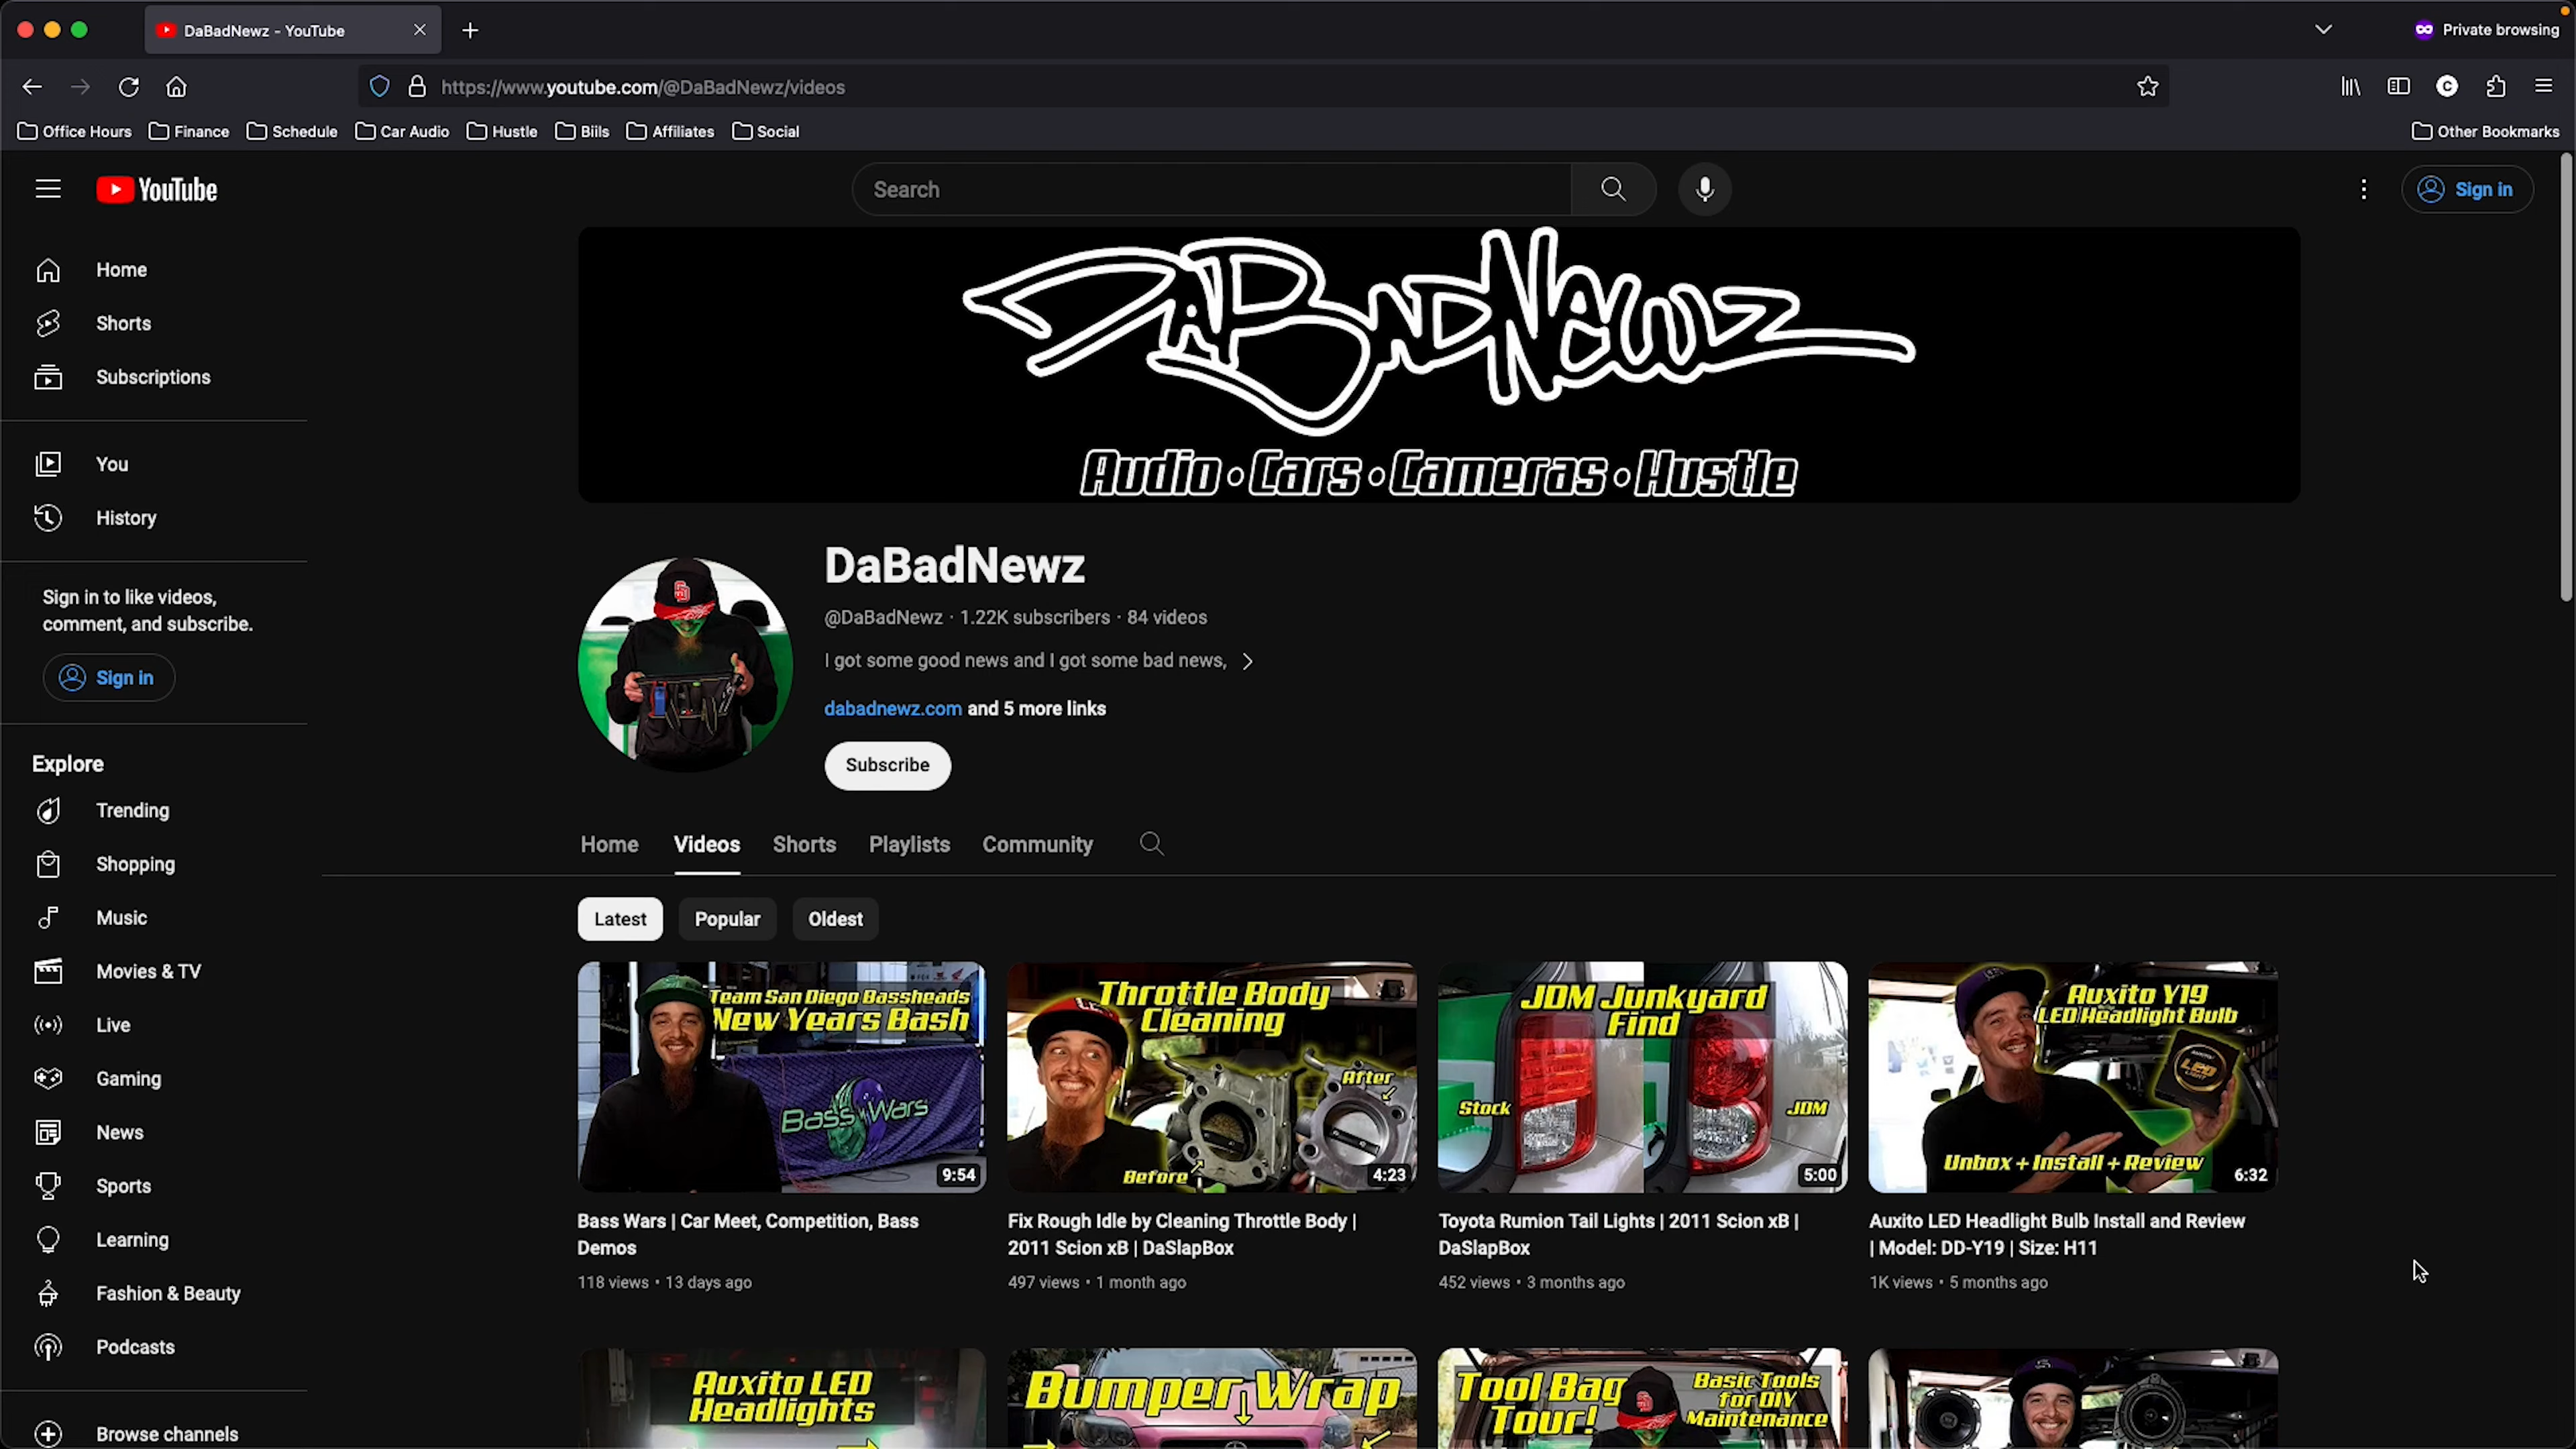 DaBadNewz - YouTube
Private browsing
https://www.youtube.com/@DaBadNewz/videos
Office Hours Finance Schedule Car Audio Hustle Biils Affiliates Social
Other Bookmarks
YouTube
Search
Sign in
Home
Shorts
Subscriptions
You
History
Sign in to like videos,
comment, and subscribe.
Sign in
Explore
Trending
Shopping
Music
Movies & TV
Live
Gaming
News
Sports
Learning
Fashion & Beauty
Podcasts
Browse channels
DaBadNewz
Audio • Cars • Cameras • Hustle
DaBadNewz
@DaBadNewz · 1.22K subscribers · 84 videos
I got some good news and I got some bad news,
dabadnewz.com and 5 more links
Subscribe
Home Videos Shorts Playlists Community
Latest Popular Oldest
Team San Diego Bassheads
New Years Bash
Bass Wars
9:54
Bass Wars | Car Meet, Competition, Bass
Demos
118 views • 13 days ago
Throttle Body
Cleaning
After
Before
4:23
Fix Rough Idle by Cleaning Throttle Body |
2011 Scion xB | DaSlapBox
497 views • 1 month ago
JDM Junkyard
Find
Stock
JDM
5:00
Toyota Rumion Tail Lights | 2011 Scion xB |
DaSlapBox
452 views • 3 months ago
Auxito Y19
LED Headlight Bulb
LED
Unbox + Install + Review
6:32
Auxito LED Headlight Bulb Install and Review
| Model: DD-Y19 | Size: H11
1K views • 5 months ago
Auxito LED
Headlights
Bumper Wrap
Tool Bag
Tour!
Basic Tools
for DIY
Maintenance